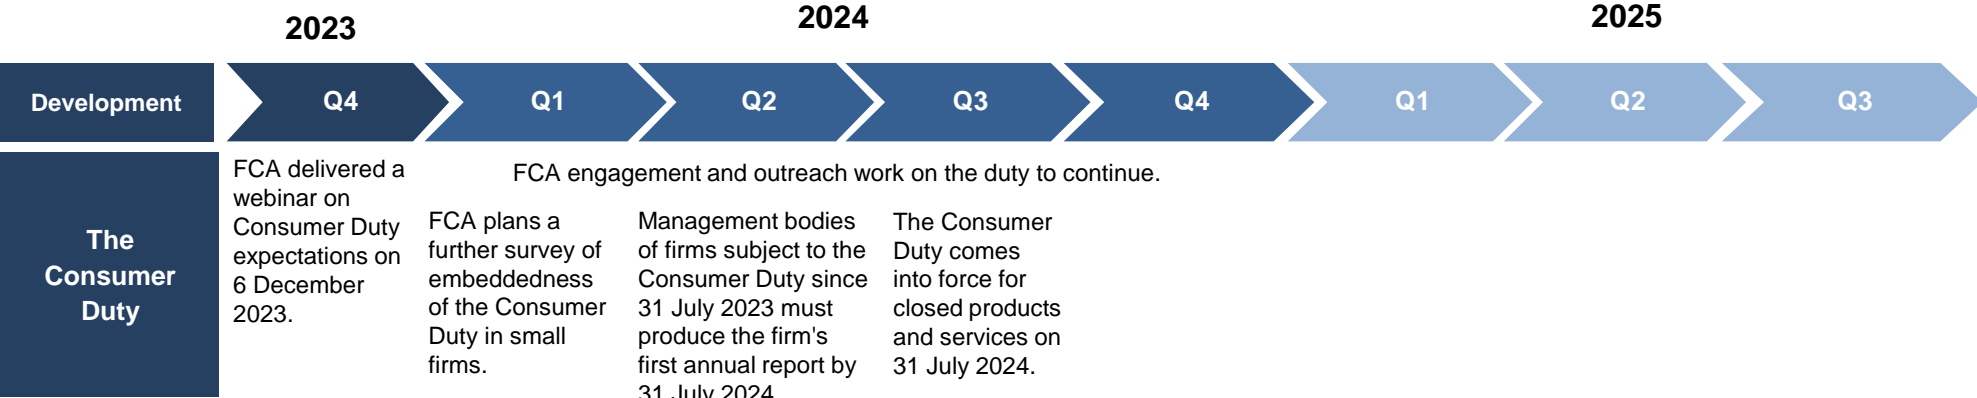 2023
2024
2025
Development
Q4
Q1
Q2
Q3
Q4
Q1
Q2
Q3
The
Consumer
Duty
FCA delivered a
webinar on
Consumer Duty
expectations on
6 December
2023.
FCA engagement and outreach work on the duty to continue.
FCA plans a
further survey of
embeddedness
of the Consumer
Duty in small
firms.
Management bodies
of firms subject to the
Consumer Duty since
31 July 2023 must
produce the firm's
first annual report by
31 July 2024
The Consumer
Duty comes
into force for
closed products
and services on
31 July 2024.